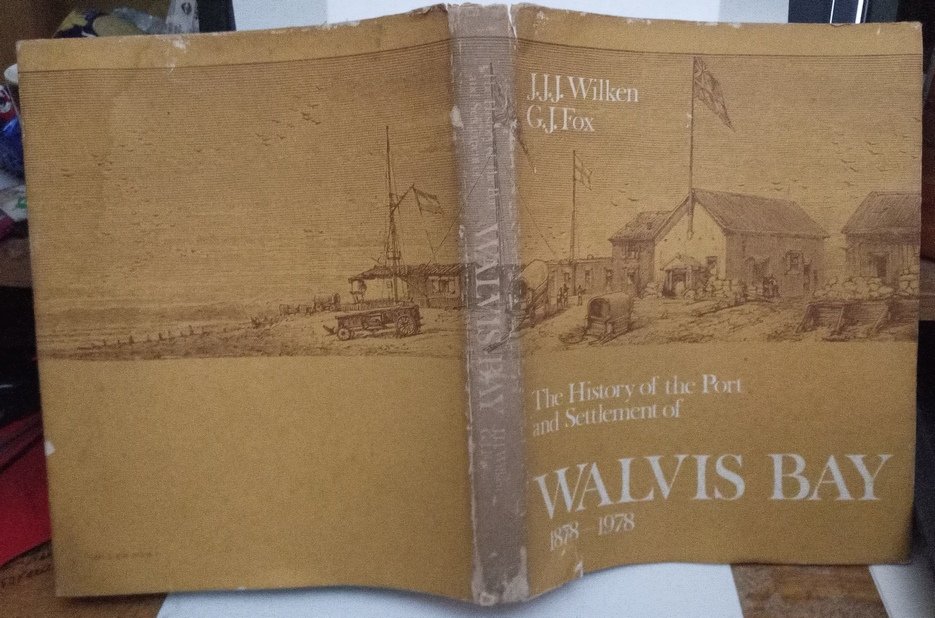 J.J.J. Wilken
G.J. Fox
The History of the Port
and Settlement of
WALVIS BAY
1878 – 1978
WALVIS BAY